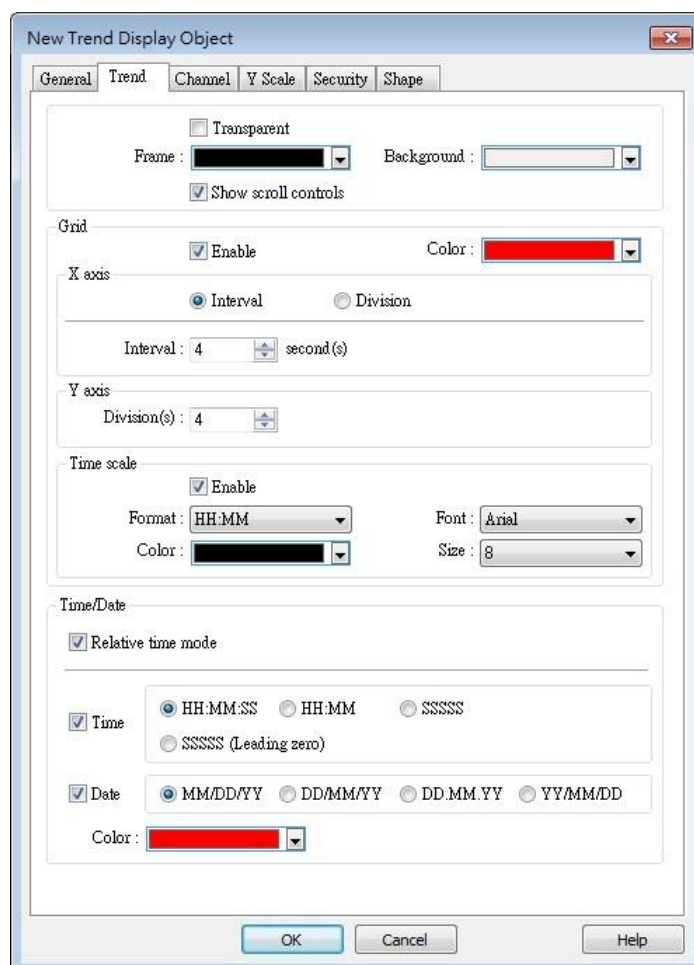 New Trend Display Object
General Trend Channel Y Scale Security Shape
Transparent
Frame : Background :
Show scroll controls
Grid
Enable Color :
X axis
Interval Division
Interval : 4 second(s)
Y axis
Division(s) : 4
Time scale
Enable
Format : HH:MM Font : Arial
Color : Size : 8
Time/Date
Relative time mode
Time HH:MM:SS HH:MM SSSSS
SSSSS (Leading zero)
Date MM/DD/YY DD/MM/YY DD.MM.YY YY/MM/DD
Color :
OK Cancel Help